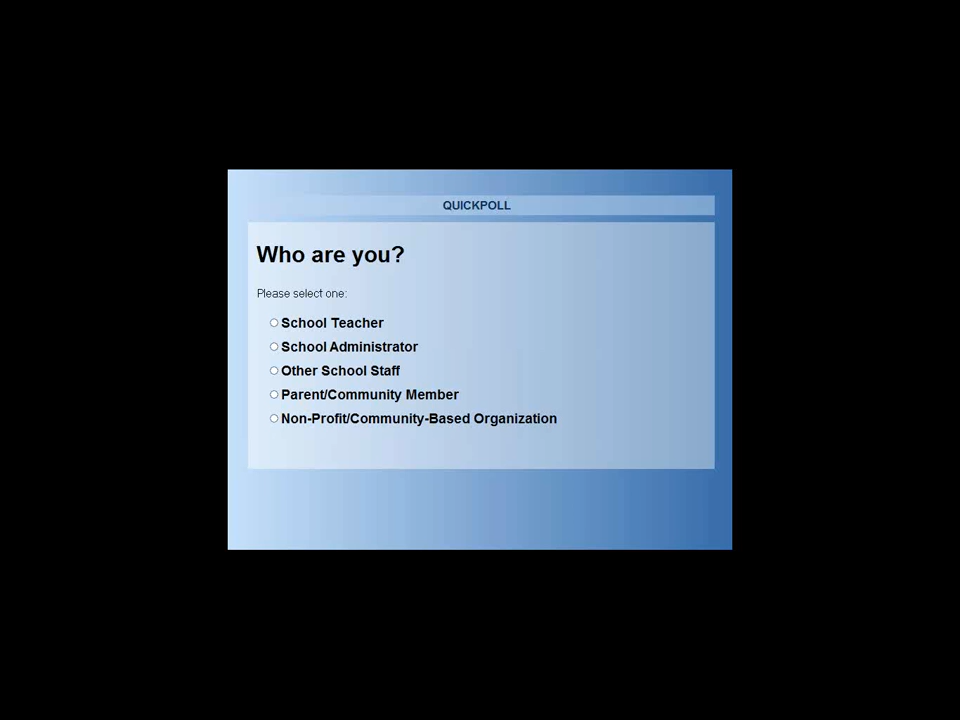 QUICKPOLL
Who are you?
Please select one:
School Teacher
School Administrator
Other School Staff
Parent/Community Member
Non-Profit/Community-Based Organization